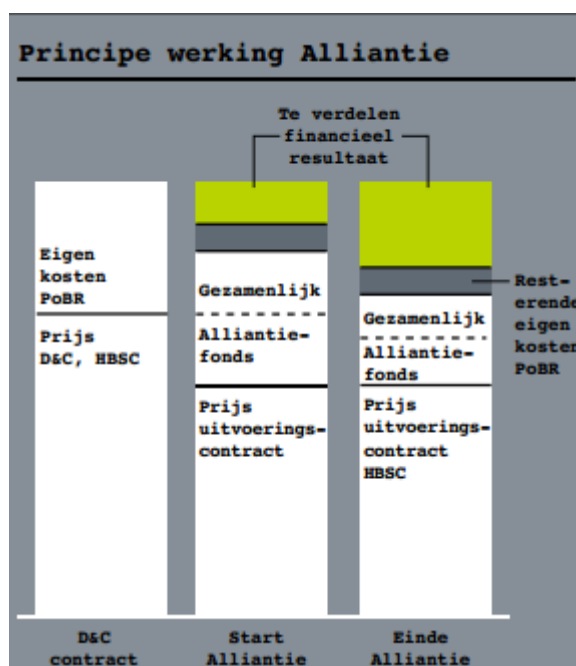 Principe werking Alliantie
Te verdelen
financieel
resultaat
Eigen
kosten
PoBR
Prijs
D&C, HBSC
Gezamenlijk
Alliantie-
fonds
Prijs
uitvoerings-
contract
Gezamenlijk
Alliantie-
fonds
Prijs
uitvoerings-
contract
HBSC
Rest-
erende
eigen
kosten
PoBR
D&C
contract
Start
Alliantie
Einde
Alliantie